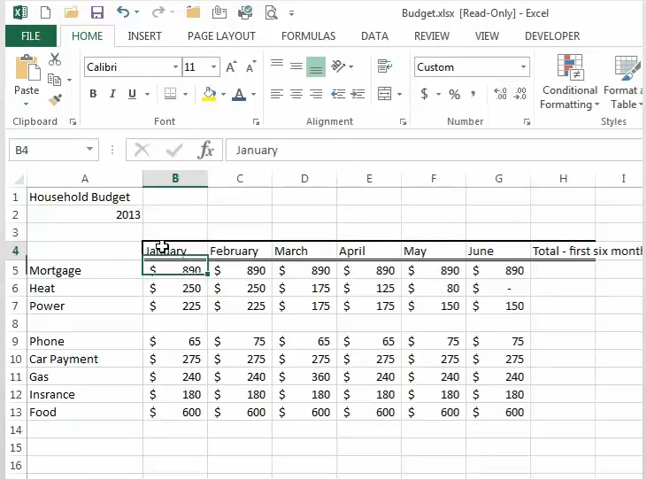 Budget.xlsx [Read-Only] - Excel
FILE HOME INSERT PAGE LAYOUT FORMULAS DATA REVIEW VIEW DEVELOPER
Calibri 11 A A Custom
Paste B I U A $ % , Conditional Format a
Formatting Table
Clipboard Font Alignment Number Styles
B4 fx January
A B C D E F G H I
1 Household Budget
2 2013
3
4 January February March April May June Total - first six month
5 Mortgage $ 890 $ 890 $ 890 $ 890 $ 890 $ 890
6 Heat $ 250 $ 250 $ 175 $ 125 $ 80 $ -
7 Power $ 225 $ 225 $ 175 $ 175 $ 150 $ 150
8
9 Phone $ 65 $ 75 $ 65 $ 65 $ 75 $ 75
10 Car Payment $ 275 $ 275 $ 275 $ 275 $ 275 $ 275
11 Gas $ 240 $ 240 $ 360 $ 240 $ 240 $ 240
12 Insrance $ 180 $ 180 $ 180 $ 180 $ 180 $ 180
13 Food $ 600 $ 600 $ 600 $ 600 $ 600 $ 600
14
15
16